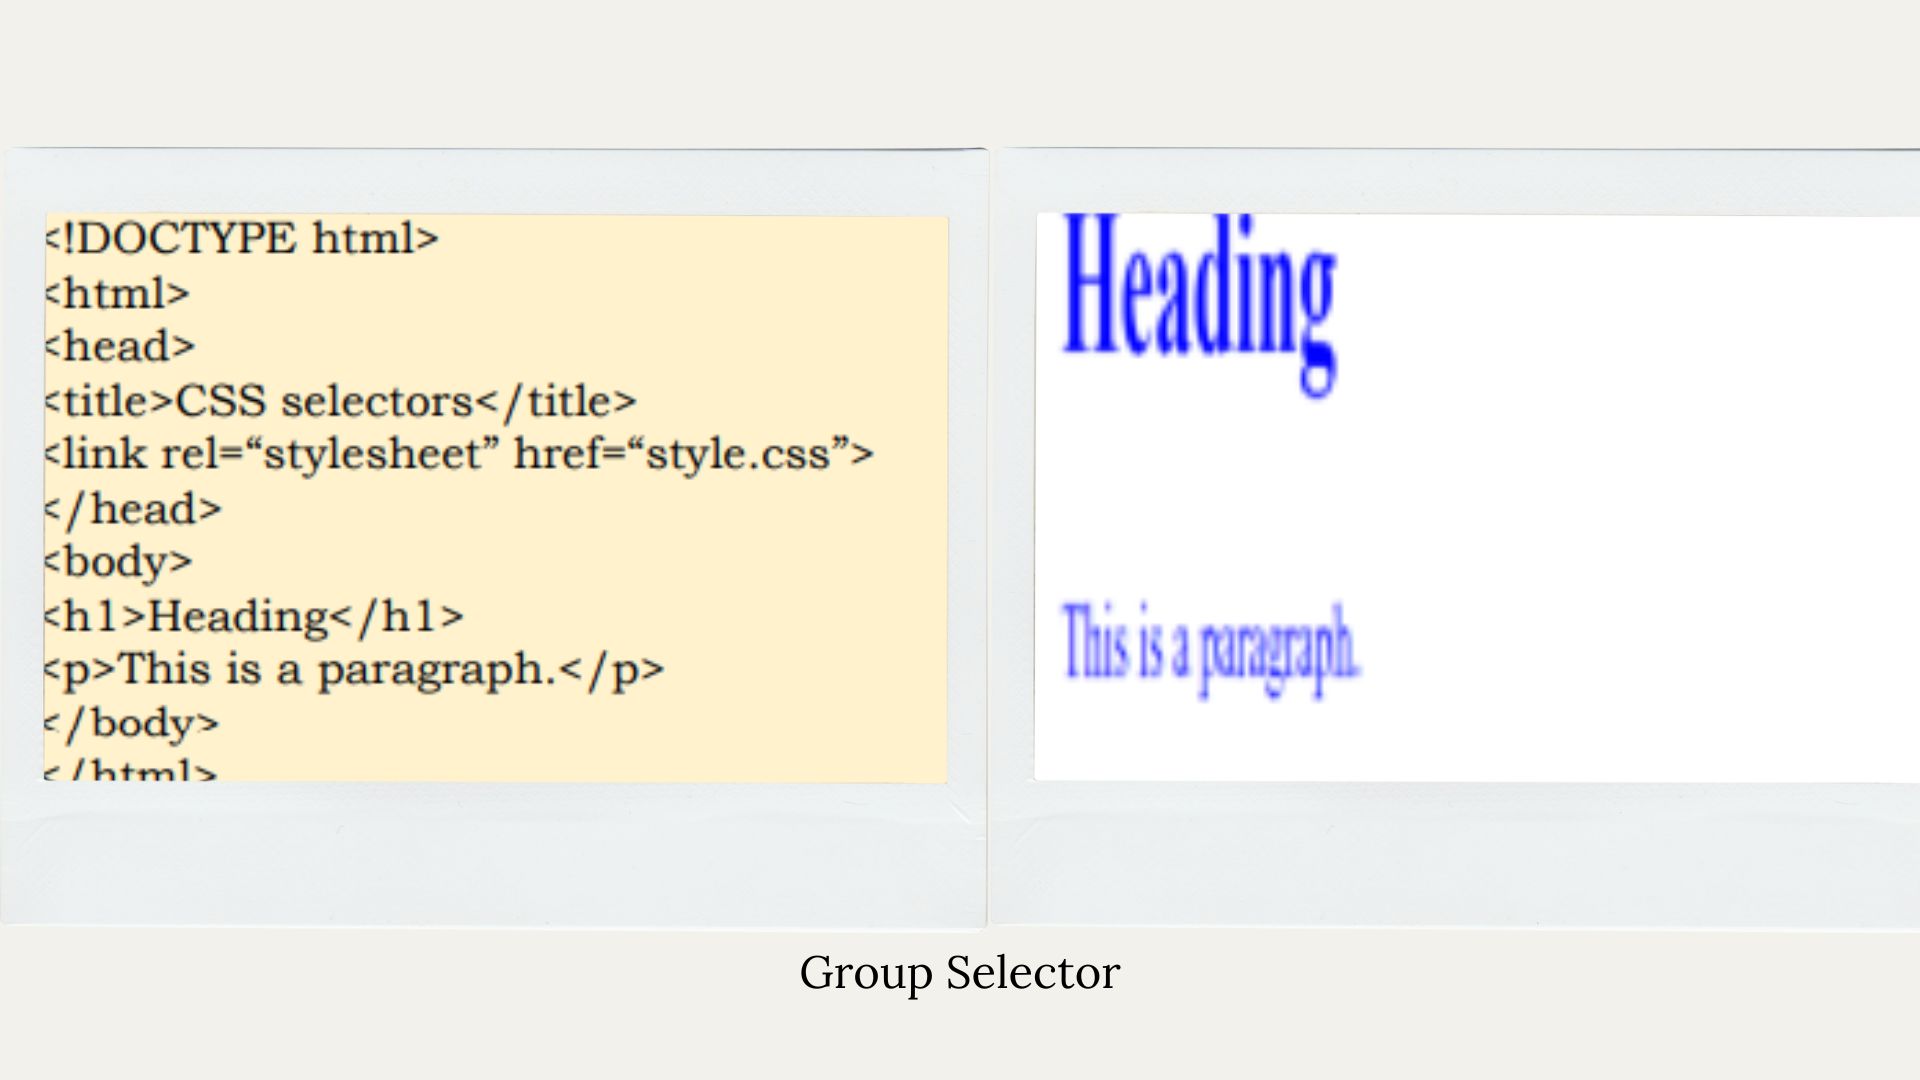 <!DOCTYPE html>
<html>
<head>
<title>CSS selectors</title>
<link rel=“stylesheet” href=“style.css”>
</head>
<body>
<h1>Heading</h1>
<p>This is a paragraph.</p>
</body>
</html>
Heading
This is a paragraph.
Group Selector